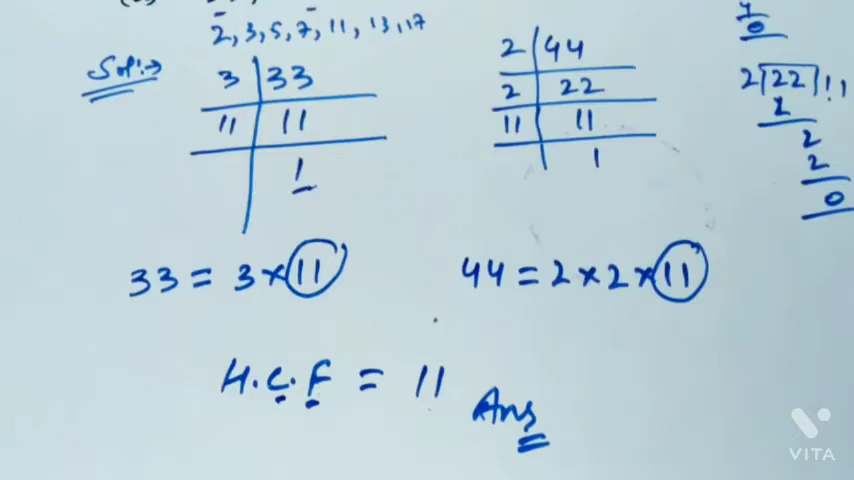 2, 3, 5, 7, 11, 13, 17
Sol:→
3 | 33
11 | 11
1
2 | 44
2 | 22
11 | 11
1
0
2 ) 22 ( 11
2
2
2
0
33 = 3 × 11
44 = 2 × 2 × 11
H.C.F = 11
Ans
VITA